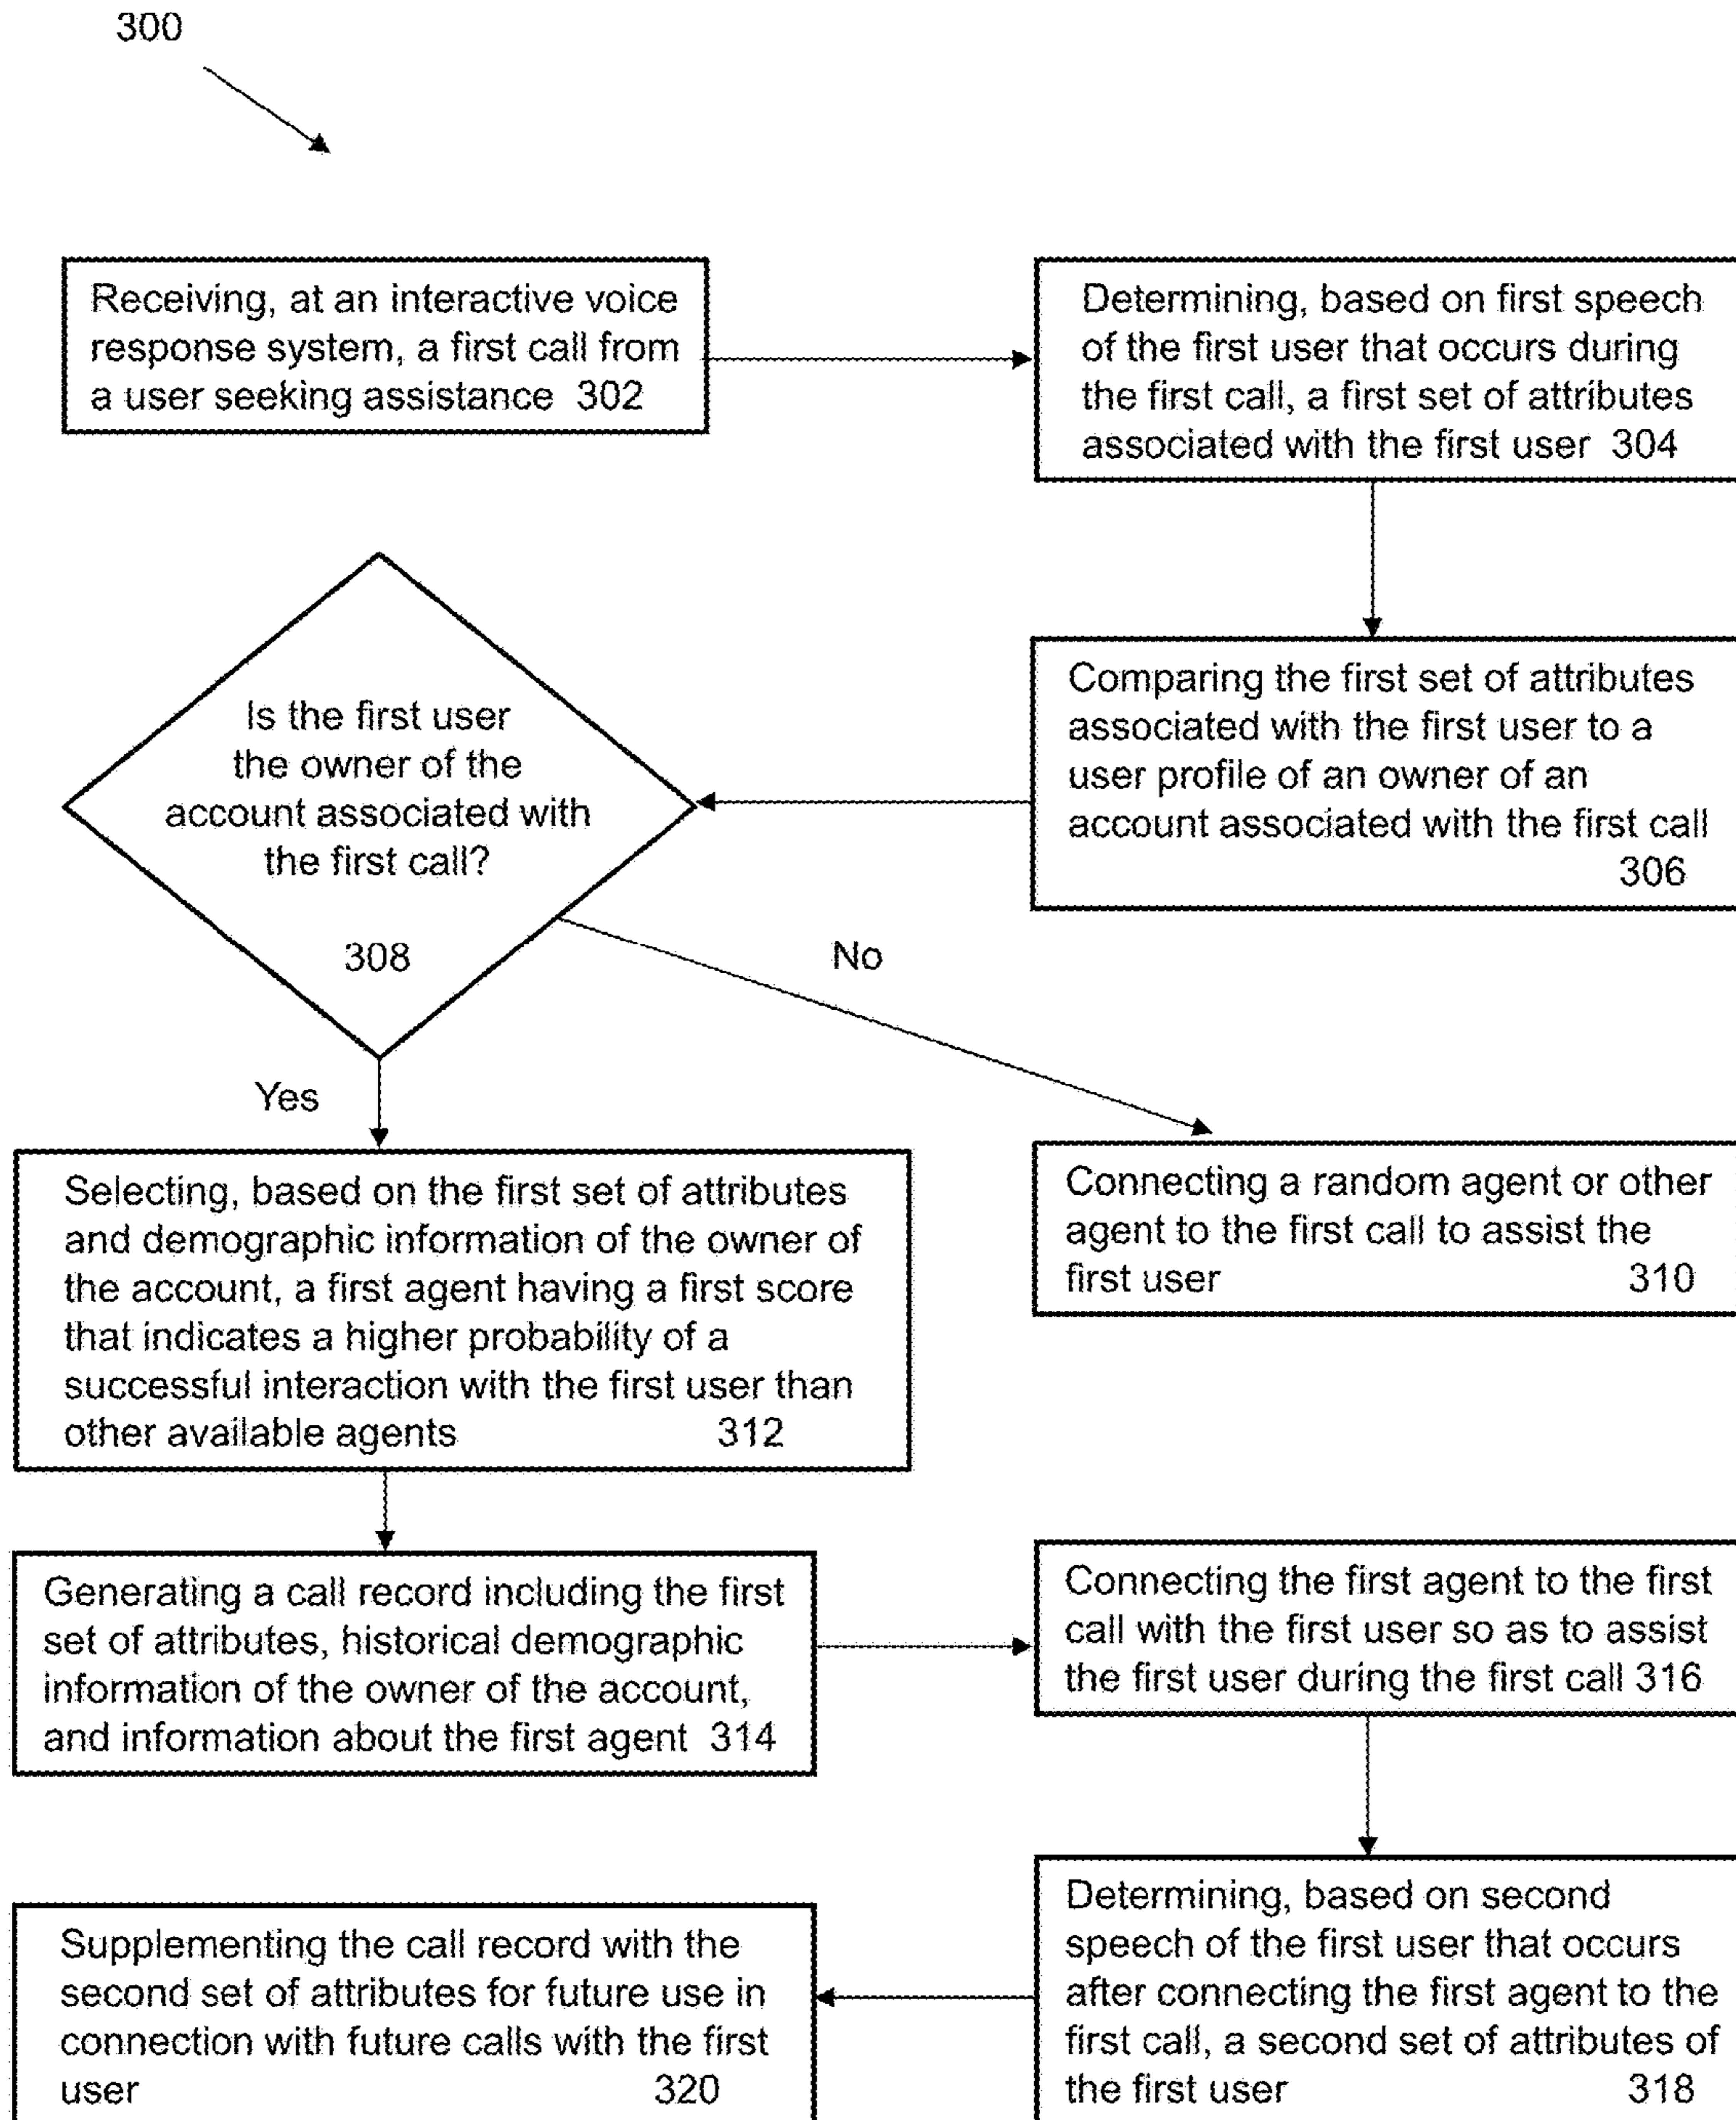 300
Receiving, at an interactive voice
response system, a first call from
a user seeking assistance 302
Determining, based on first speech
of the first user that occurs during
the first call, a first set of attributes
associated with the first user 304
Comparing the first set of attributes
associated with the first user to a
user profile of an owner of an
account associated with the first call
306
Is the first user
the owner of the
account associated with
the first call?
308
No
Yes
Connecting a random agent or other
agent to the first call to assist the
first user 310
Selecting, based on the first set of attributes
and demographic information of the owner of
the account, a first agent having a first score
that indicates a higher probability of a
successful interaction with the first user than
other available agents 312
Generating a call record including the first
set of attributes, historical demographic
information of the owner of the account,
and information about the first agent 314
Connecting the first agent to the first
call with the first user so as to assist
the first user during the first call 316
Determining, based on second
speech of the first user that occurs
after connecting the first agent to the
first call, a second set of attributes of
the first user 318
Supplementing the call record with the
second set of attributes for future use in
connection with future calls with the first
user 320